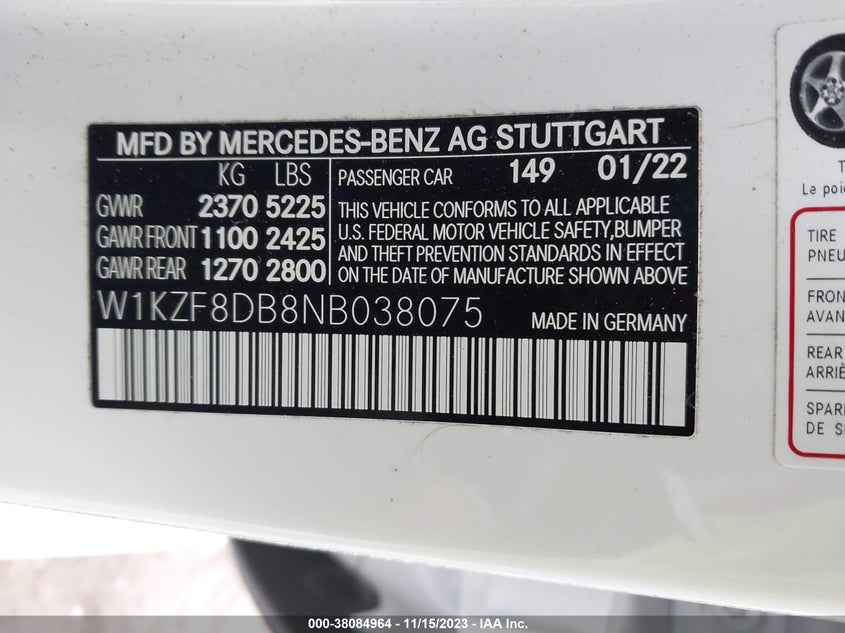 MFD BY MERCEDES-BENZ AG STUTTGART
KG LBS
GVWR 2370 5225
GAWR FRONT 1100 2425
GAWR REAR 1270 2800
PASSENGER CAR 149 01/22
THIS VEHICLE CONFORMS TO ALL APPLICABLE
U.S. FEDERAL MOTOR VEHICLE SAFETY,BUMPER
AND THEFT PREVENTION STANDARDS IN EFFECT
ON THE DATE OF MANUFACTURE SHOWN ABOVE
W1KZF8DB8NB038075 MADE IN GERMANY
La
TIRE
FRON
AVAN
REAR
ARRIÈ
SPAR
DE S
000-38084964 - 11/15/2023 - IAA Inc.